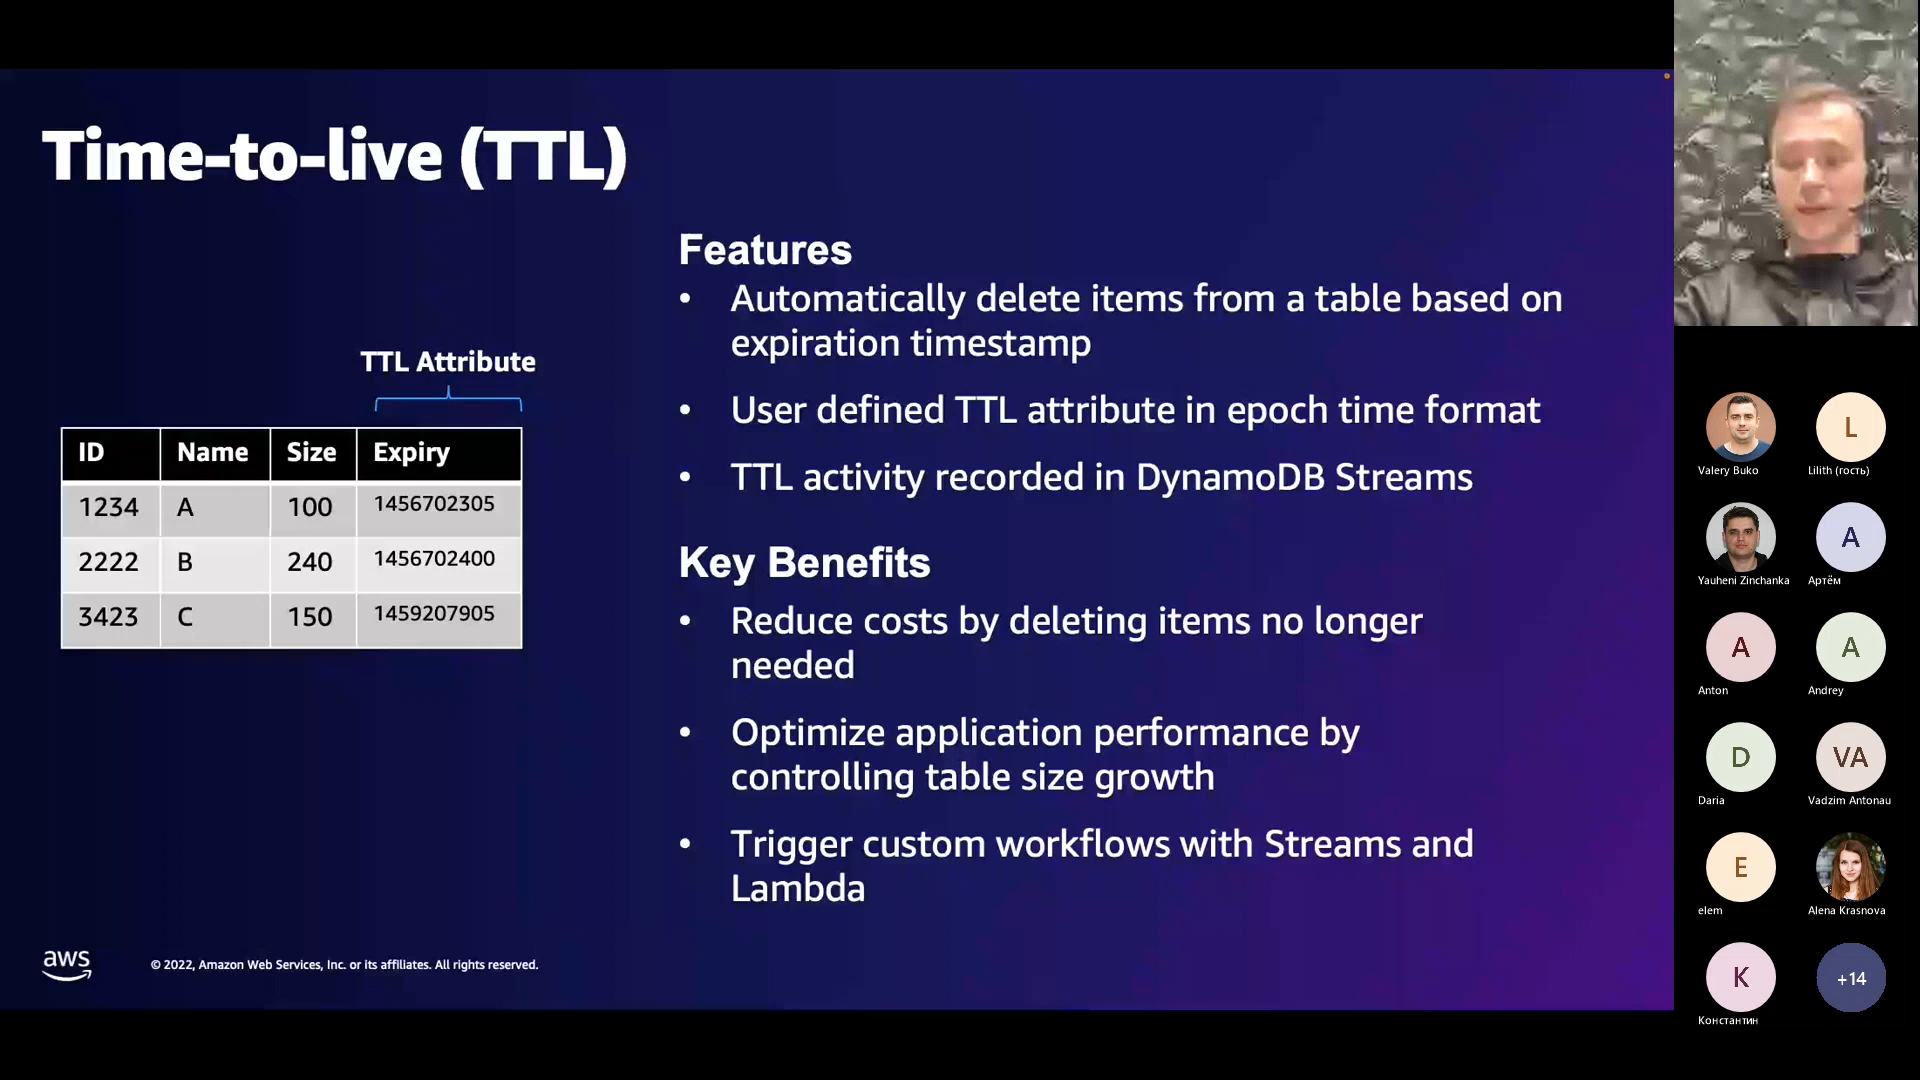 Time-to-live (TTL)
TTL Attribute
ID Name Size Expiry
1234 A 100 1456702305
2222 B 240 1456702400
3423 C 150 1459207905
Features
• Automatically delete items from a table based on
expiration timestamp
• User defined TTL attribute in epoch time format
• TTL activity recorded in DynamoDB Streams
Key Benefits
• Reduce costs by deleting items no longer
needed
• Optimize application performance by
controlling table size growth
• Trigger custom workflows with Streams and
Lambda
aws
© 2022, Amazon Web Services, Inc. or its affiliates. All rights reserved.
Valery Buko
L
Lilith (гость)
Yauheni Zinchanka
A
Артём
A
Anton
A
Andrey
D
Daria
VA
Vadzim Antonau
E
elem
Alena Krasnova
K
Константин
+14